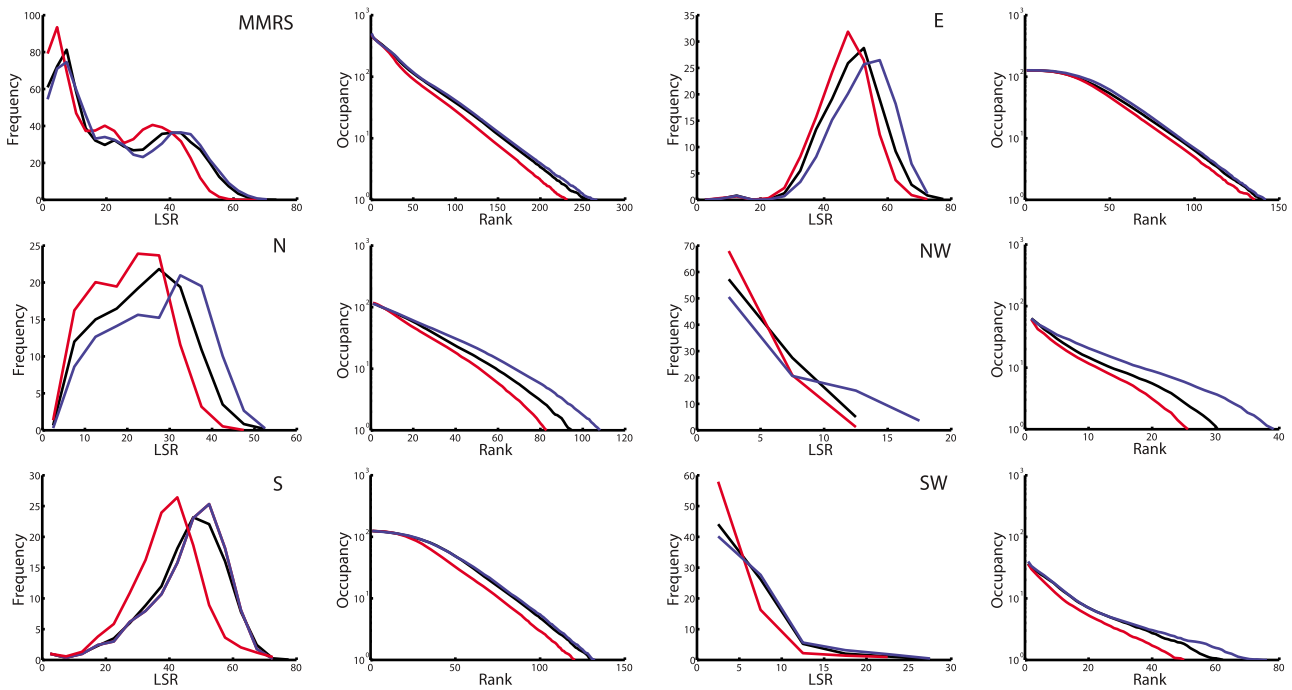 MMRS
Frequency
100
80
60
40
20
0
0 20 40 60 80
LSR
Occupancy
10³
10²
10¹
10⁰
0 50 100 150 200 250 300
Rank
E
Frequency
35
30
25
20
15
10
5
0
0 20 40 60 80
LSR
Occupancy
10³
10²
10¹
10⁰
0 50 100 150
Rank
N
Frequency
25
20
15
10
5
0
0 10 20 30 40 50 60
LSR
Occupancy
10³
10²
10¹
10⁰
0 20 40 60 80 100 120
Rank
NW
Frequency
70
60
50
40
30
20
10
0
0 5 10 15 20
LSR
Occupancy
10³
10²
10¹
10⁰
0 10 20 30 40
Rank
S
Frequency
30
25
20
15
10
5
0
0 20 40 60 80
LSR
Occupancy
10³
10²
10¹
10⁰
0 50 100 150
Rank
SW
Frequency
60
50
40
30
20
10
0
0 5 10 15 20 25 30
LSR
Occupancy
10³
10²
10¹
10⁰
0 20 40 60 80
Rank